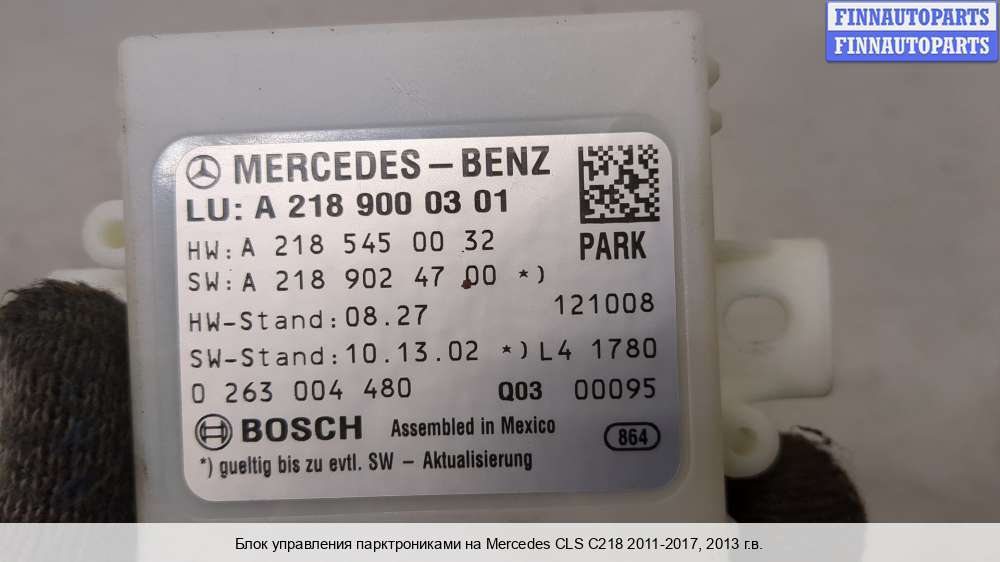 FINNAUTOPARTS
FINNAUTOPARTS
MERCEDES-BENZ
LU: A 218 900 03 01
HW: A 218 545 00 32
PARK
SW: A 218 902 47 00 *)
HW-Stand: 08.27
121008
SW-Stand: 10.13.02 *) L4 1780
0 263 004 480 Q03 00095
BOSCH Assembled in Mexico 864
*) gueltig bis zu evtl. SW - Aktualisierung
Блок управления парктрониками на Mercedes CLS C218 2011-2017, 2013 г.в.